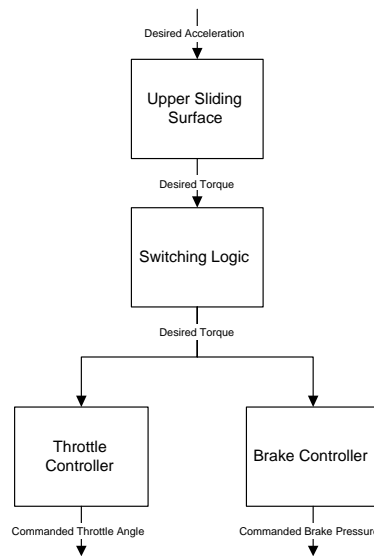 Desired Acceleration
Upper Sliding
Surface
Desired Torque
Switching Logic
Desired Torque
Throttle
Controller
Brake Controller
Commanded Throttle Angle
Commanded Brake Pressure